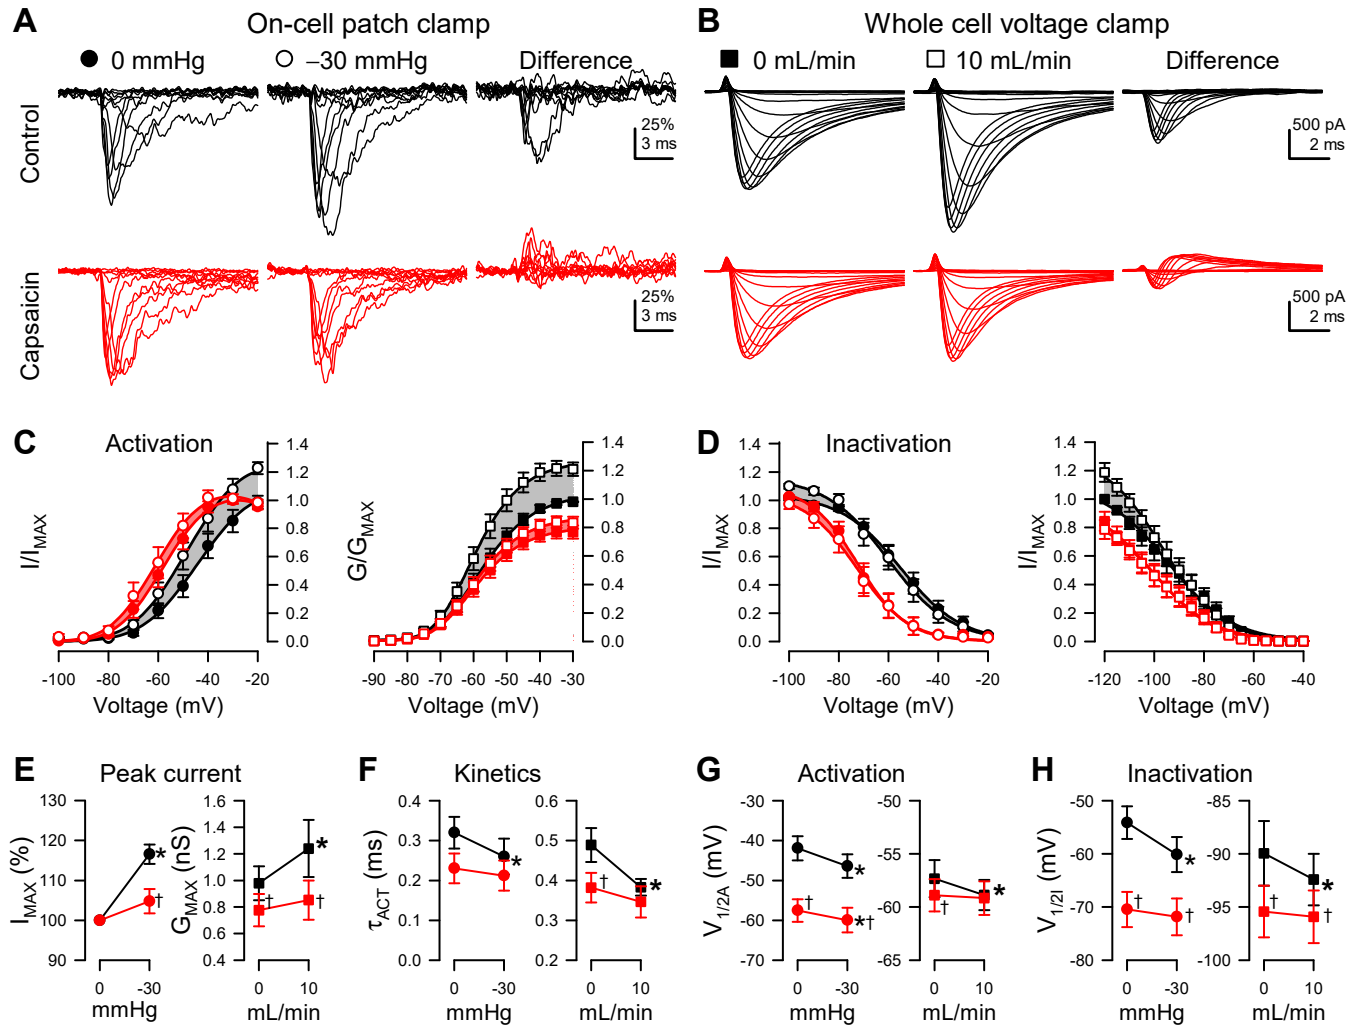 A On-cell patch clamp
0 mmHg −30 mmHg Difference
Control
25%
3 ms
Capsaicin
25%
3 ms
B Whole cell voltage clamp
0 mL/min 10 mL/min Difference
500 pA
2 ms
500 pA
2 ms
C Activation
I/IMAX
1.4
1.2
1.0
0.8
0.6
0.4
0.2
0.0
-100 -80 -60 -40 -20
Voltage (mV)
G/GMAX
1.4
1.2
1.0
0.8
0.6
0.4
0.2
0.0
-90 -80 -70 -60 -50 -40 -30
Voltage (mV)
D Inactivation
I/IMAX
1.4
1.2
1.0
0.8
0.6
0.4
0.2
0.0
-100 -80 -60 -40 -20
Voltage (mV)
I/IMAX
1.4
1.2
1.0
0.8
0.6
0.4
0.2
0.0
-120 -100 -80 -60 -40
Voltage (mV)
E Peak current
IMAX (%)
130
120
110
100
90
*
†
0 -30
mmHg
GMAX (nS)
1.6
1.4
1.2
1.0
0.8
0.6
0.4
*
† †
0 10
mL/min
F Kinetics
τACT (ms)
0.4
0.3
0.2
0.1
0.0
*
0 -30
mmHg
0.6
0.5
0.4
0.3
0.2
†
*
0 10
mL/min
G Activation
V1/2A (mV)
-30
-40
-50
-60
-70
*
†
*†
0 -30
mmHg
-50
-55
-60
-65
*
†
0 10
mL/min
H Inactivation
V1/2I (mV)
-50
-60
-70
-80
*
† †
0 -30
mmHg
-85
-90
-95
-100
*
† †
0 10
mL/min